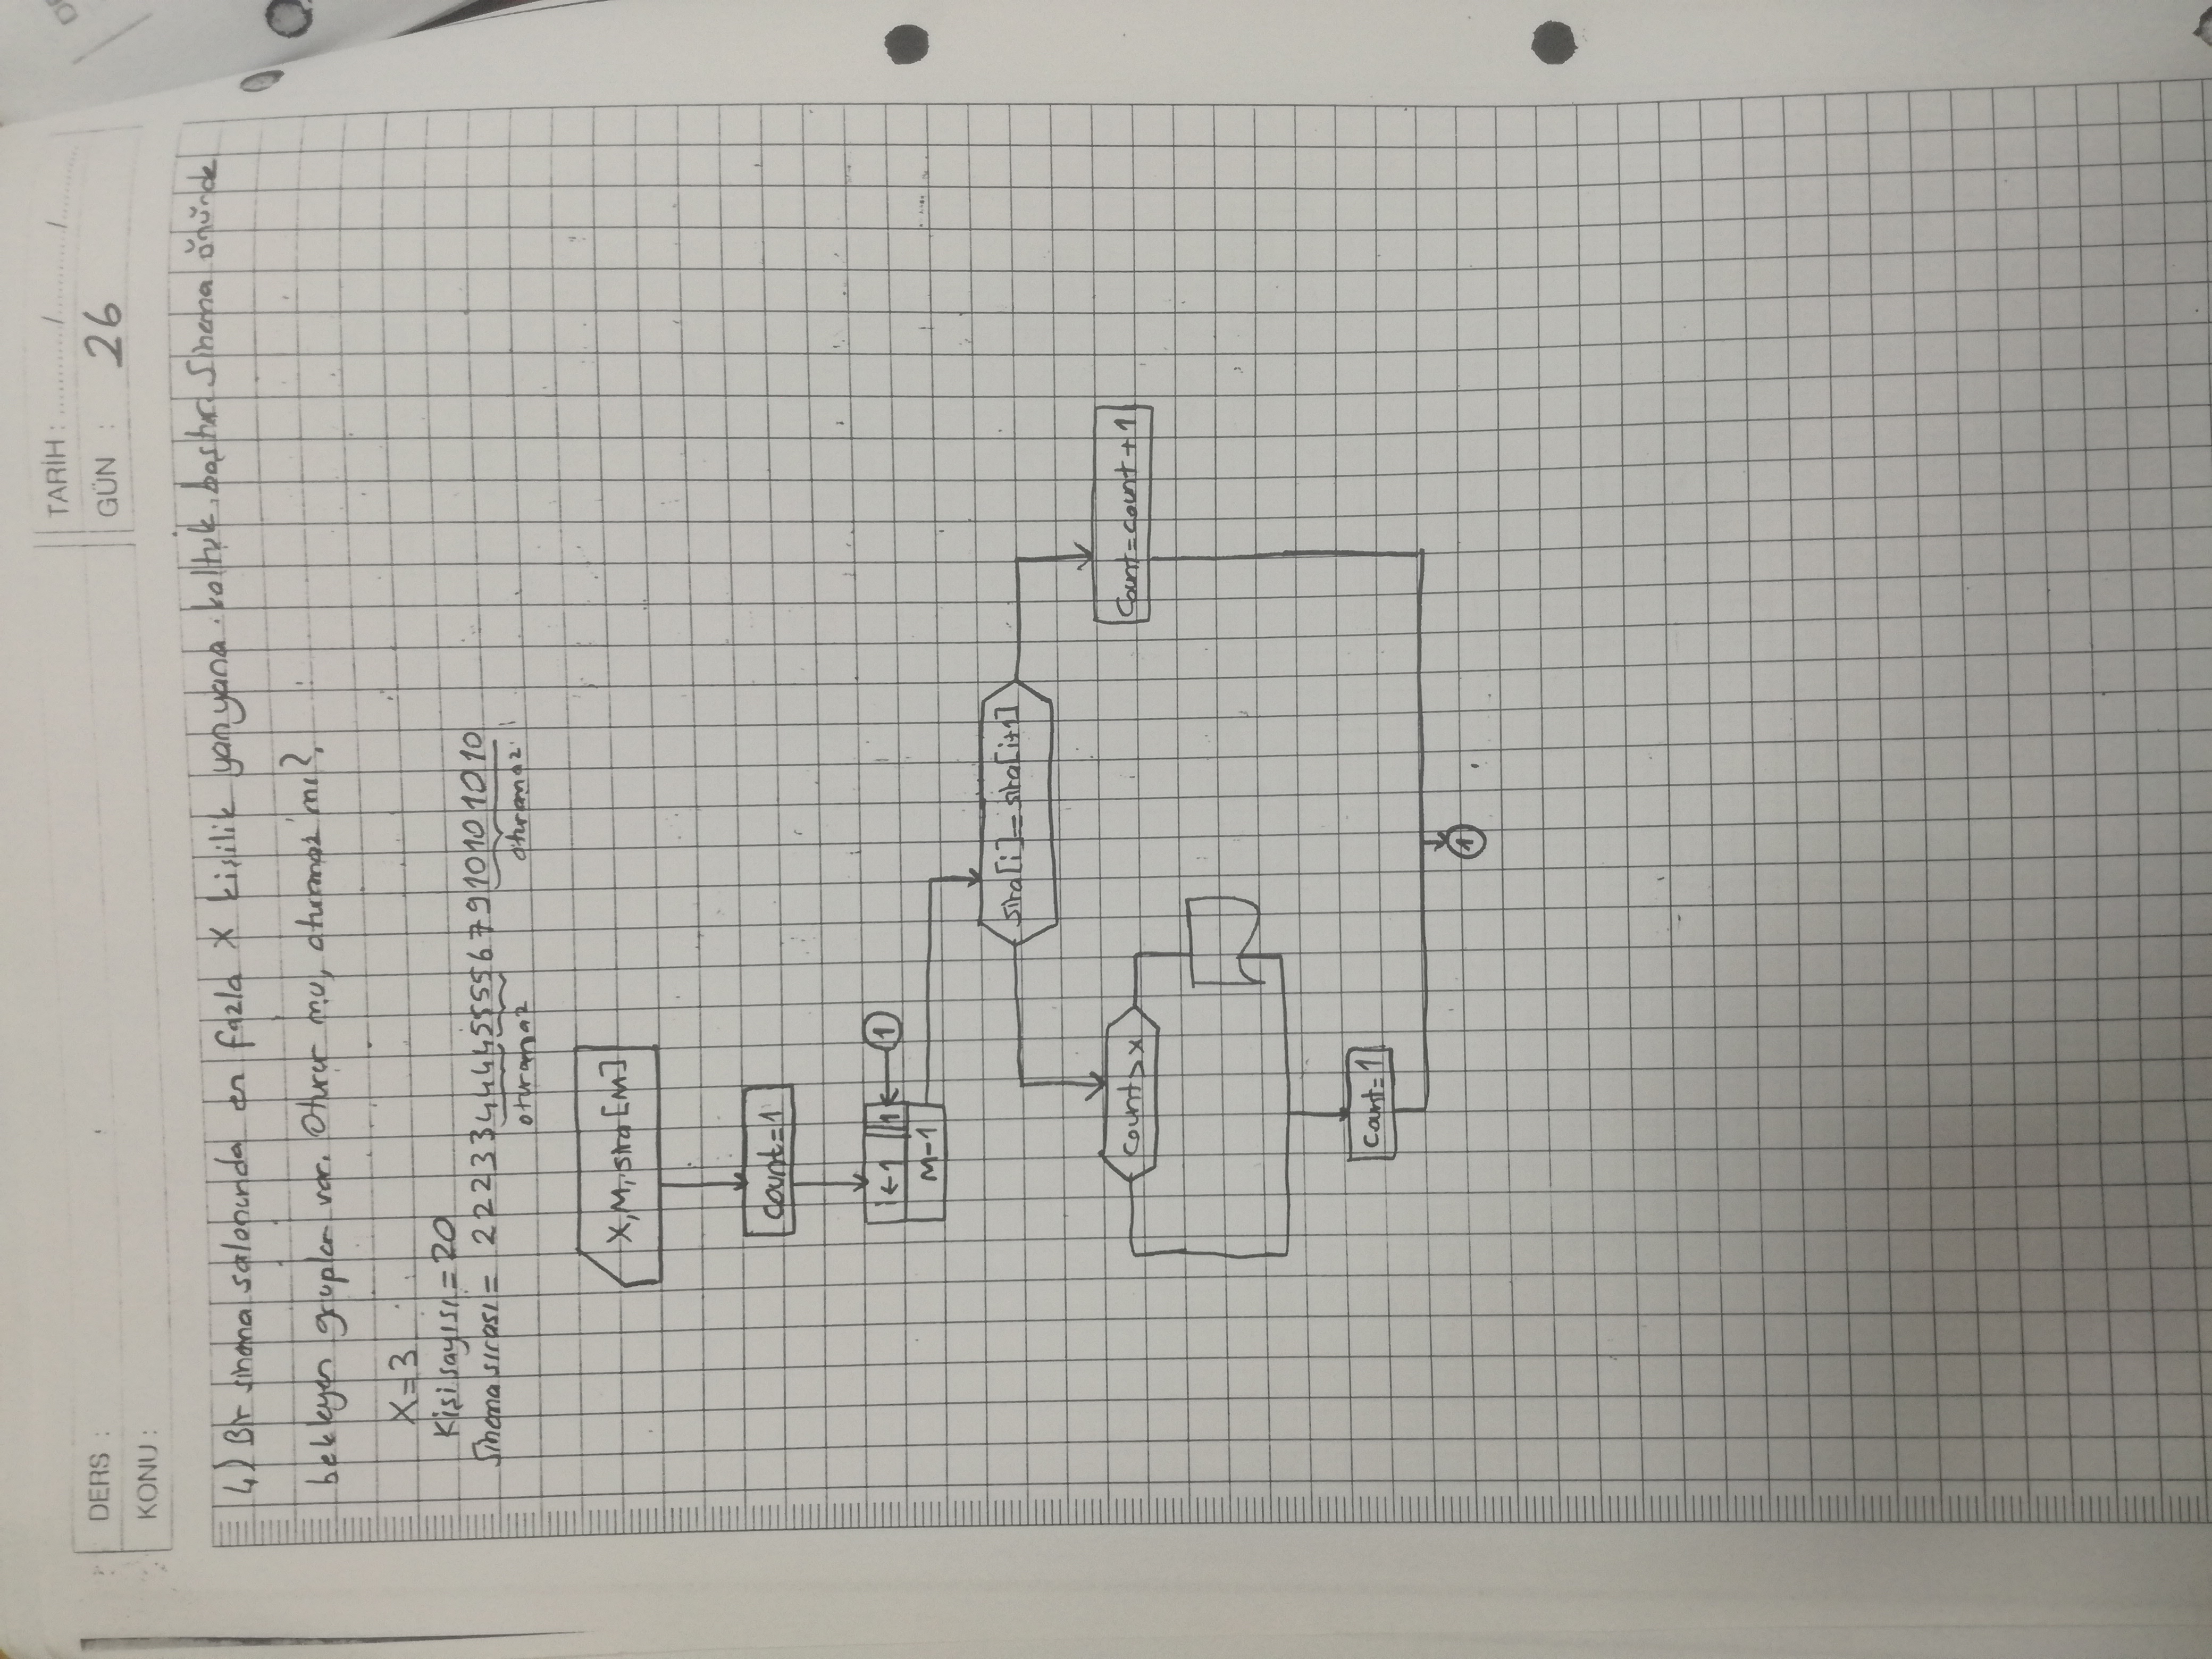 DERS :
KONU :
TARİH : ............/............/............
GÜN : 26
4) Bir sinema salonunda en fazla X kişilik yanyana koltuk boştur. Sinema önünde
bekleyen gruplar var. Oturur mu, oturamaz mı?
X=3
Kişi sayısı = 20
Sinema sırası = 2 2 2 3 3 4 4 4 4 5 5 5 5 6 7 9 10 10 10 10
oturamaz oturamaz
X, M, sıra[M]
count=1
i←1 1 1
M-1
sıra[i]=sıra[i+1]
count>x
Count=count+1
Count=1
1